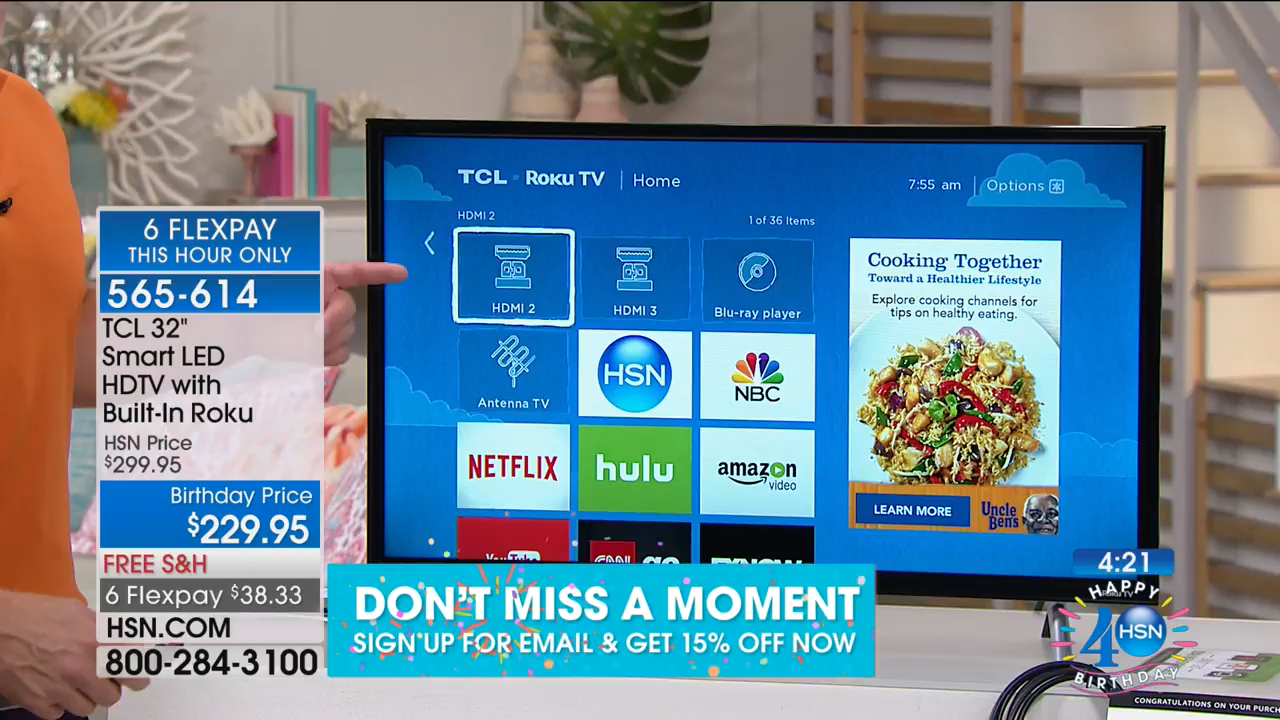 6 FLEXPAY
THIS HOUR ONLY
565-614
TCL 32"
Smart LED
HDTV with
Built-In Roku
HSN Price
$299.95
Birthday Price
$229.95
FREE S&H
6 Flexpay $38.33
HSN.COM
800-284-3100
TCL · Roku TV | Home
7:55 am | Options
HDMI 2
1 of 36 Items
HDMI 2
HDMI 3
Blu-ray player
Antenna TV
HSN
NBC
NETFLIX
hulu
amazon
video
YouTube
CNN go
Cooking Together
Toward a Healthier Lifestyle
Explore cooking channels for
tips on healthy eating.
LEARN MORE
Uncle
Ben's
DON'T MISS A MOMENT
SIGN UP FOR EMAIL & GET 15% OFF NOW
4:21
HAPPY
Roku TV
40 HSN
BIRTHDAY
CONGRATULATIONS ON YOUR PURCH